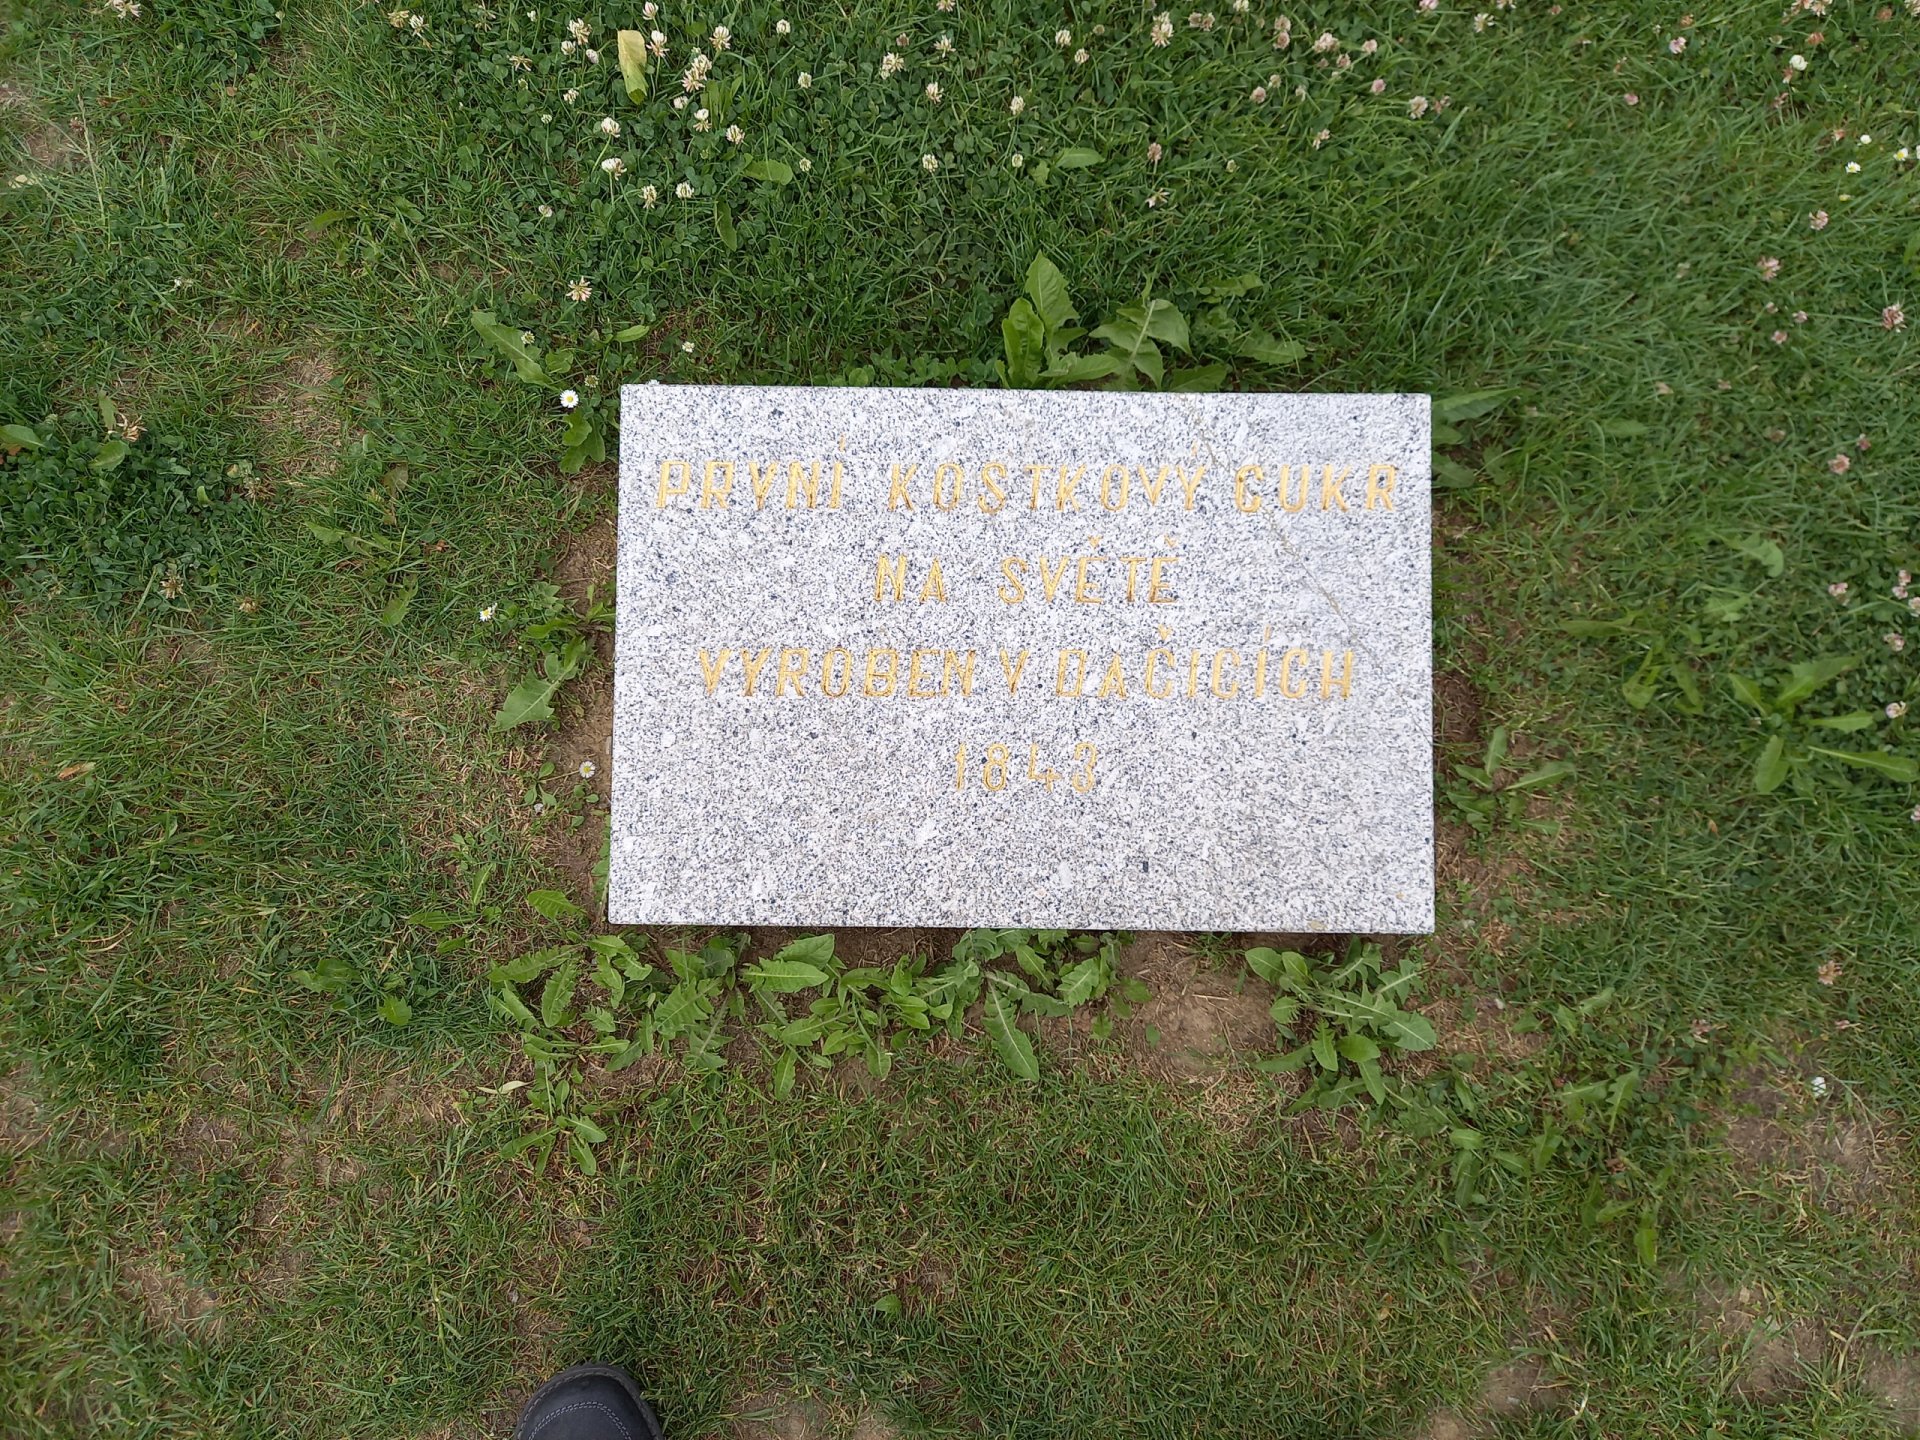 PRVNÍ KOSTKOVÝ CUKR
NA SVĚTĚ
VYROBEN V DAČICÍCH
1843